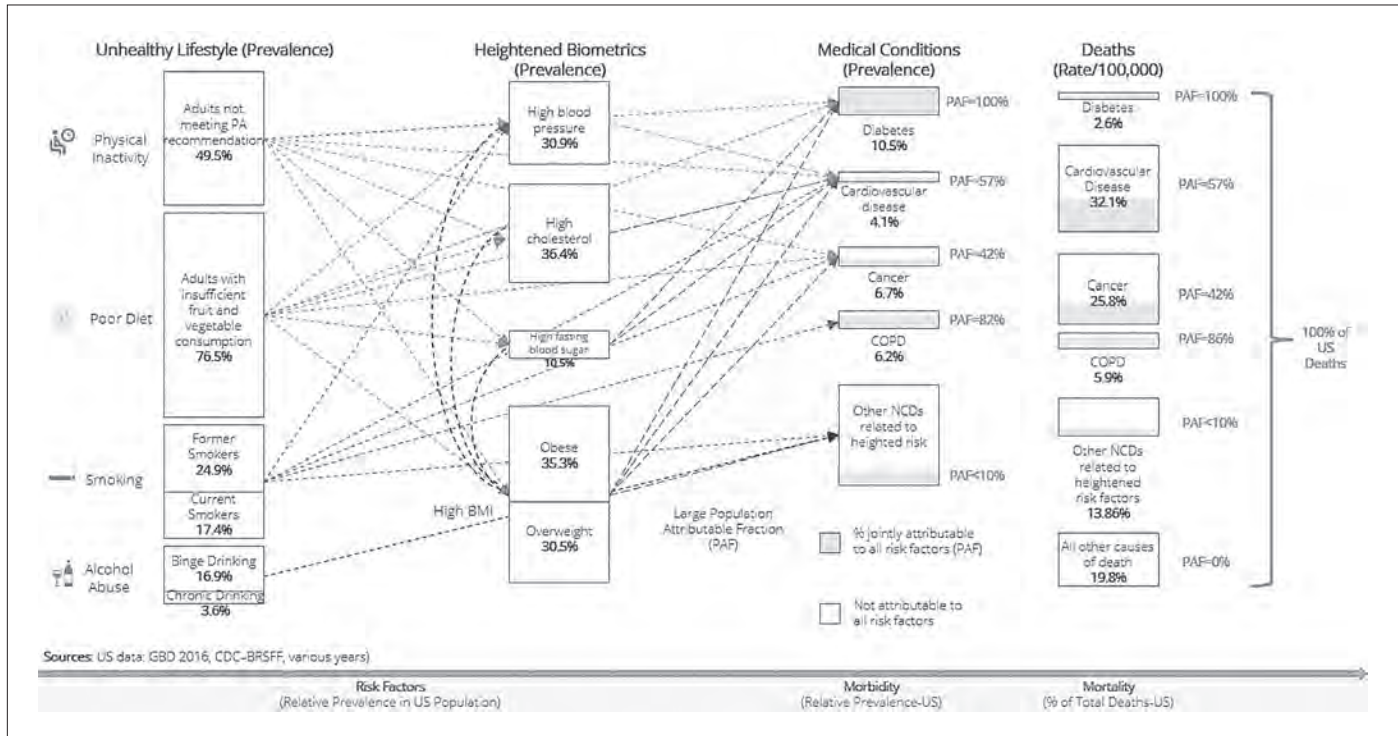 Unhealthy Lifestyle (Prevalence)
Heightened Biometrics
(Prevalence)
Medical Conditions
(Prevalence)
Deaths
(Rate/100,000)
Physical
Inactivity
Adults not
meeting PA
recommendation
49.5%
Poor Diet
Adults with
insufficient
fruit and
vegetable
consumption
76.5%
Smoking
Former
Smokers
24.9%
Current
Smokers
17.4%
Alcohol
Abuse
Binge Drinking
16.9%
Chronic Drinking
3.6%
High blood
pressure
30.9%
High
cholesterol
36.4%
High fasting
blood sugar
10.5%
High BMI
Obese
35.3%
Overweight
30.5%
PAF=100%
Diabetes
10.5%
PAF=57%
Cardiovascular
disease
4.1%
PAF=42%
Cancer
6.7%
PAF=82%
COPD
6.2%
Other NCDs
related to
heighted risk
PAF<10%
Large Population
Attributable Fraction
(PAF)
% jointly attributable
to all risk factors (PAF)
Not attributable to
all risk factors
PAF=100%
Diabetes
2.6%
Cardiovascular
Disease
32.1%
PAF=57%
Cancer
25.8%
PAF=42%
PAF=86%
COPD
5.9%
PAF<10%
Other NCDs
related to
heightened
risk factors
13.86%
All other causes
of death
19.8%
PAF=0%
100% of
US
Deaths
Sources: US data: GBD 2016, CDC–BRSFF, various years)
Risk Factors
(Relative Prevalence in US Population)
Morbidity
(Relative Prevalence-US)
Mortality
(% of Total Deaths-US)